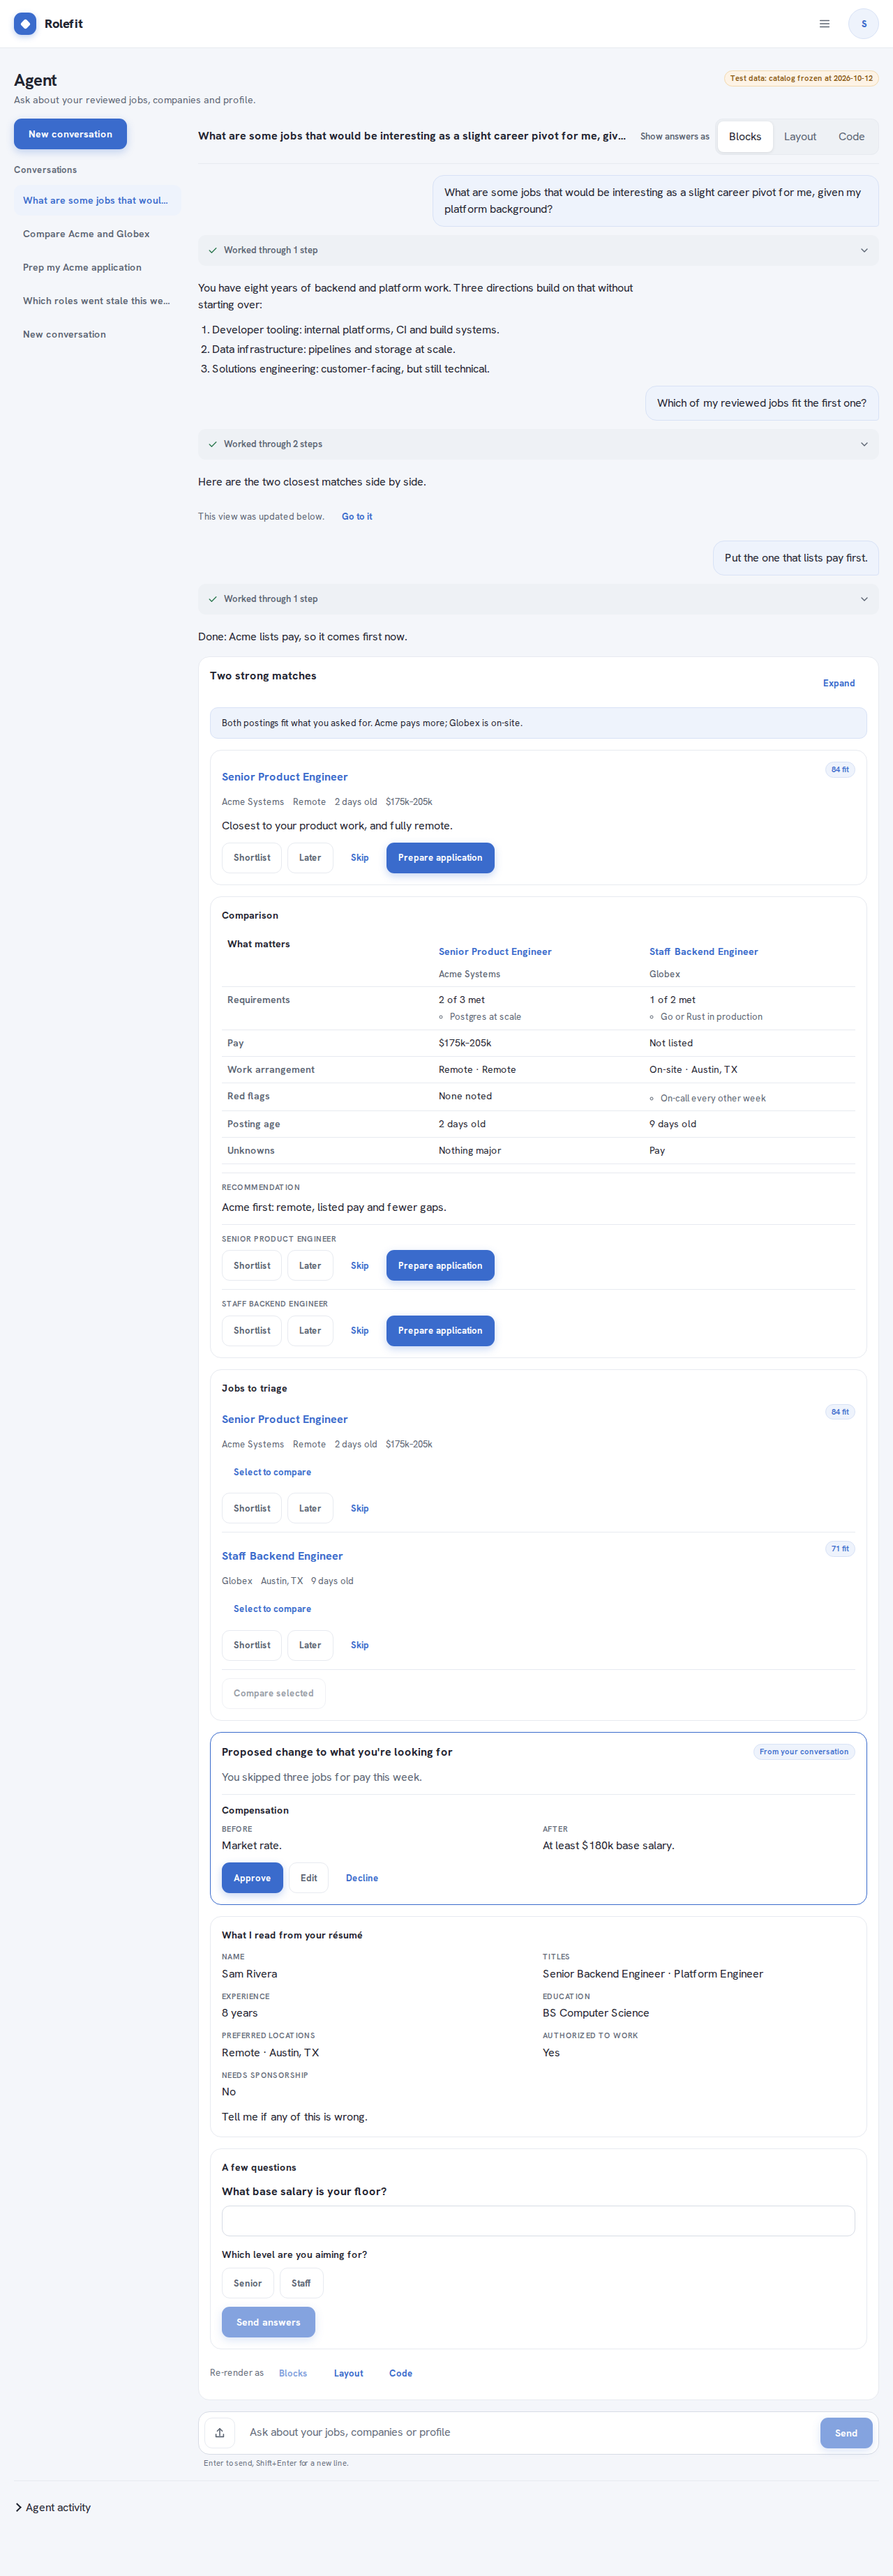 Rolefit
S
Agent
Test data: catalog frozen at 2026-10-12
Ask about your reviewed jobs, companies and profile.
New conversation
Conversations
What are some jobs that woul...
Compare Acme and Globex
Prep my Acme application
Which roles went stale this we...
New conversation
What are some jobs that would be interesting as a slight career pivot for me, giv...
Show answers as
Blocks
Layout
Code
What are some jobs that would be interesting as a slight career pivot for me, given my
platform background?
Worked through 1 step
You have eight years of backend and platform work. Three directions build on that without
starting over:
1. Developer tooling: internal platforms, CI and build systems.
2. Data infrastructure: pipelines and storage at scale.
3. Solutions engineering: customer-facing, but still technical.
Which of my reviewed jobs fit the first one?
Worked through 2 steps
Here are the two closest matches side by side.
This view was updated below. Go to it
Put the one that lists pay first.
Worked through 1 step
Done: Acme lists pay, so it comes first now.
Two strong matches
Expand
Both postings fit what you asked for. Acme pays more; Globex is on-site.
Senior Product Engineer
84 fit
Acme Systems Remote 2 days old $175k-205k
Closest to your product work, and fully remote.
Shortlist Later Skip Prepare application
Comparison
What matters Senior Product Engineer Staff Backend Engineer
Acme Systems Globex
Requirements 2 of 3 met 1 of 2 met
Postgres at scale Go or Rust in production
Pay $175k-205k Not listed
Work arrangement Remote · Remote On-site · Austin, TX
Red flags None noted On-call every other week
Posting age 2 days old 9 days old
Unknowns Nothing major Pay
RECOMMENDATION
Acme first: remote, listed pay and fewer gaps.
SENIOR PRODUCT ENGINEER
Shortlist Later Skip Prepare application
STAFF BACKEND ENGINEER
Shortlist Later Skip Prepare application
Jobs to triage
Senior Product Engineer
84 fit
Acme Systems Remote 2 days old $175k-205k
Select to compare
Shortlist Later Skip
Staff Backend Engineer
71 fit
Globex Austin, TX 9 days old
Select to compare
Shortlist Later Skip
Compare selected
Proposed change to what you're looking for
From your conversation
You skipped three jobs for pay this week.
Compensation
BEFORE AFTER
Market rate. At least $180k base salary.
Approve Edit Decline
What I read from your résumé
NAME TITLES
Sam Rivera Senior Backend Engineer · Platform Engineer
EXPERIENCE EDUCATION
8 years BS Computer Science
PREFERRED LOCATIONS AUTHORIZED TO WORK
Remote · Austin, TX Yes
NEEDS SPONSORSHIP
No
Tell me if any of this is wrong.
A few questions
What base salary is your floor?
Which level are you aiming for?
Senior Staff
Send answers
Re-render as Blocks Layout Code
Ask about your jobs, companies or profile
Send
Enter to send, Shift+Enter for a new line.
Agent activity